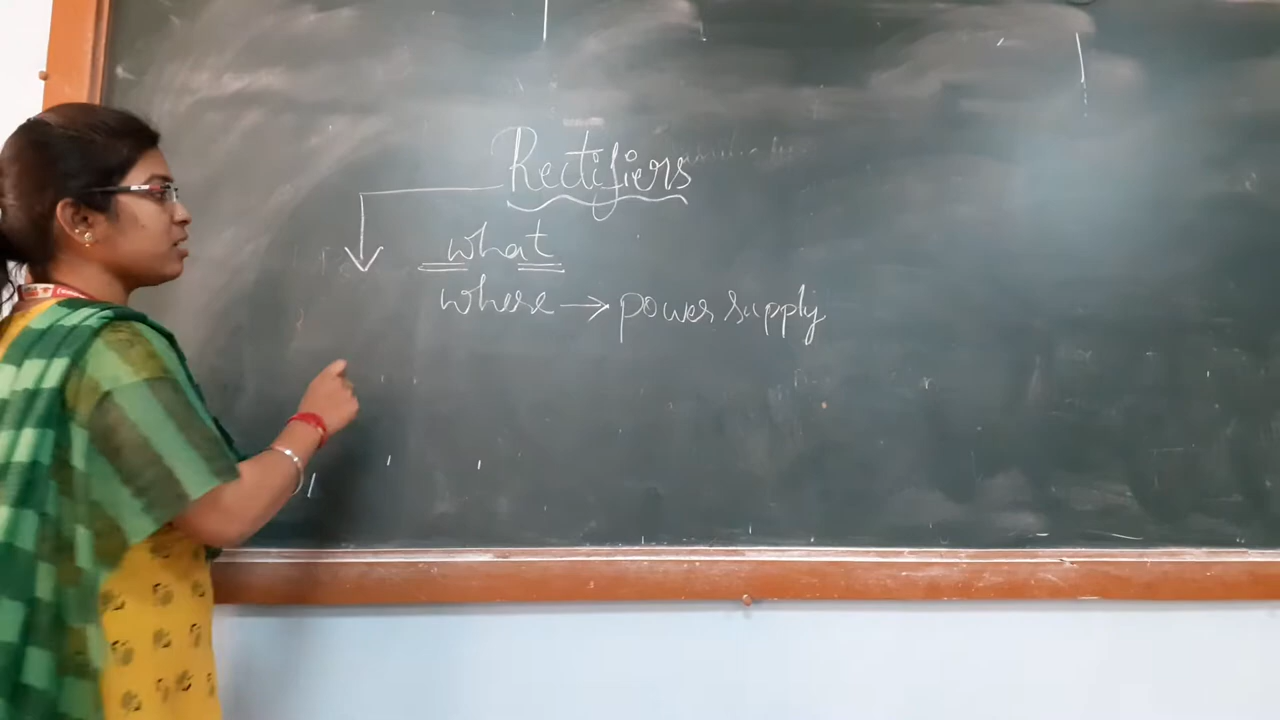 Rectifiers
what
where → power supply